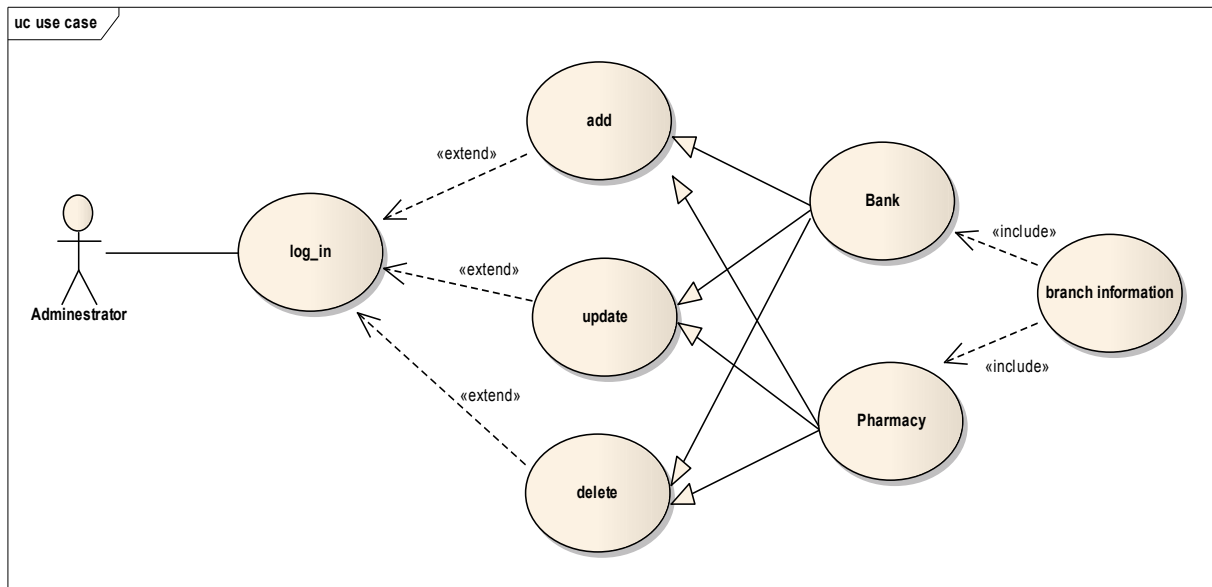 uc use case
add
«extend»
Bank
log_in
«extend»
«include»
branch information
Adminestrator
update
«include»
«extend»
Pharmacy
delete